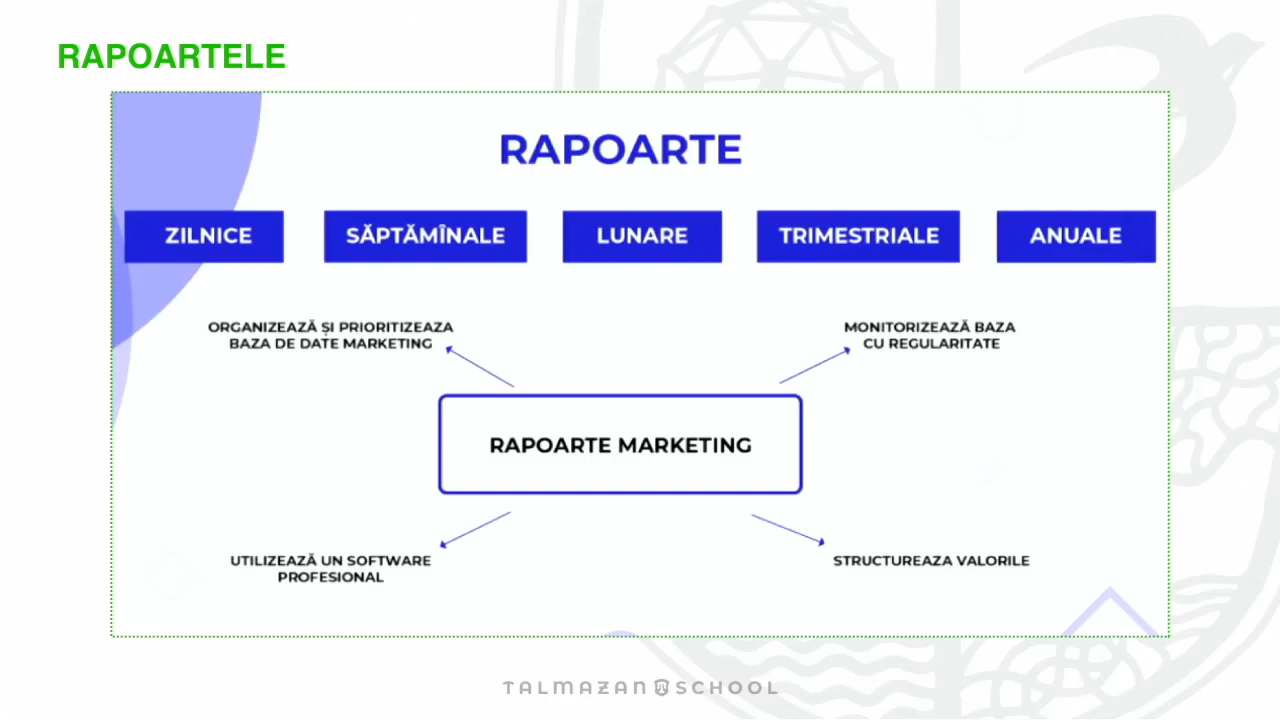 RAPOARTELE
RAPOARTE
ZILNICE
SĂPTĂMÎNALE
LUNARE
TRIMESTRIALE
ANUALE
ORGANIZEAZĂ ȘI PRIORITIZEAZA
BAZA DE DATE MARKETING
MONITORIZEAZĂ BAZA
CU REGULARITATE
RAPOARTE MARKETING
UTILIZEAZĂ UN SOFTWARE
PROFESIONAL
STRUCTUREAZA VALORILE
TALMAZAN SCHOOL